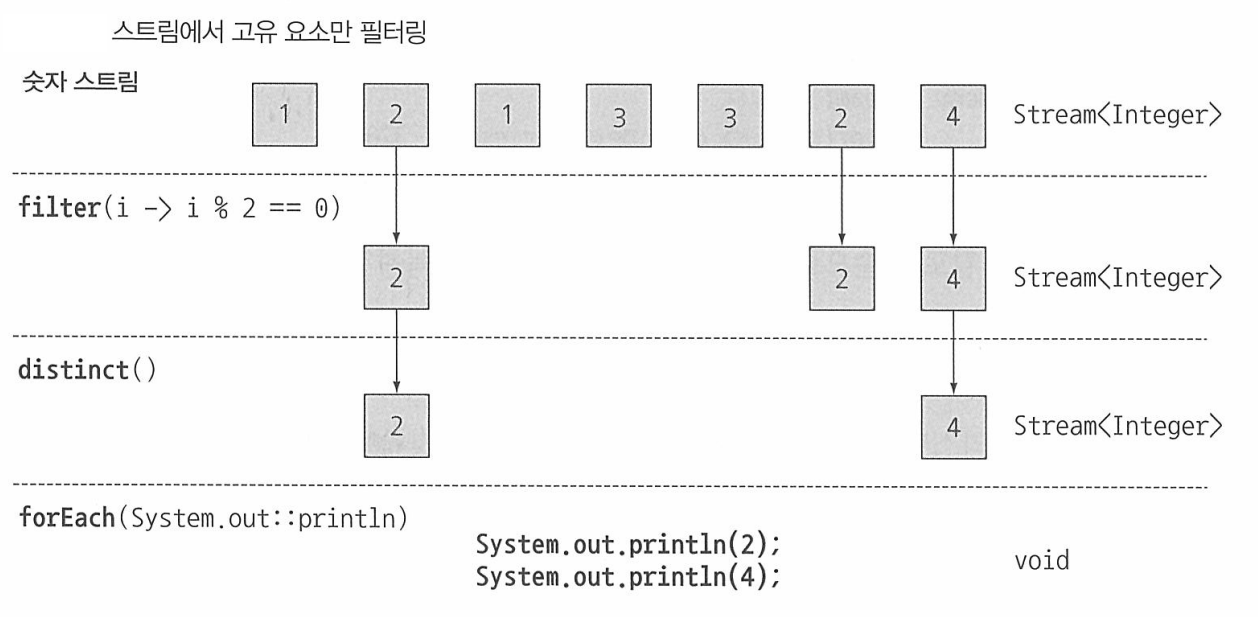 스트림에서 고유 요소만 필터링
숫자 스트림
1 2 1 3 3 2 4 Stream<Integer>
filter(i -> i % 2 == 0)
2 2 4 Stream<Integer>
distinct()
2 4 Stream<Integer>
forEach(System.out::println)
System.out.println(2);
System.out.println(4);
void